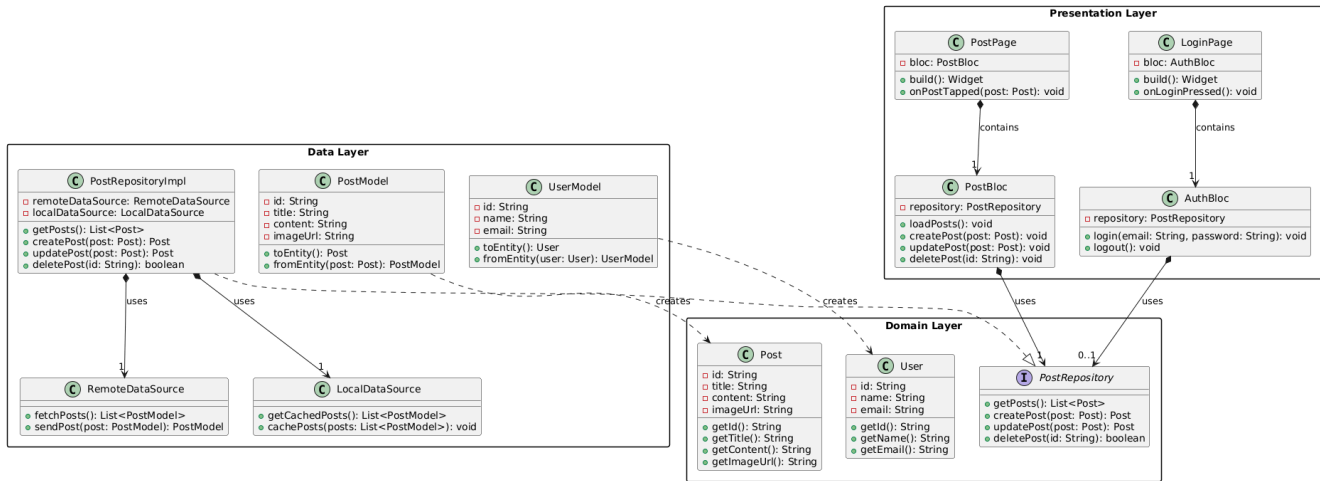 Presentation Layer
C PostPage
bloc: PostBloc
build(): Widget
onPostTapped(post: Post): void
C LoginPage
bloc: AuthBloc
build(): Widget
onLoginPressed(): void
contains
contains
1
1
C PostBloc
repository: PostRepository
loadPosts(): void
createPost(post: Post): void
updatePost(post: Post): void
deletePost(id: String): void
C AuthBloc
repository: PostRepository
login(email: String, password: String): void
logout(): void
Data Layer
C PostRepositoryImpl
remoteDataSource: RemoteDataSource
localDataSource: LocalDataSource
getPosts(): List<Post>
createPost(post: Post): Post
updatePost(post: Post): Post
deletePost(id: String): boolean
C PostModel
id: String
title: String
content: String
imageUrl: String
toEntity(): Post
fromEntity(post: Post): PostModel
C UserModel
id: String
name: String
email: String
toEntity(): User
fromEntity(user: User): UserModel
uses
uses
creates
creates
uses
uses
1
1
1
0..1
C RemoteDataSource
fetchPosts(): List<PostModel>
sendPost(post: PostModel): PostModel
C LocalDataSource
getCachedPosts(): List<PostModel>
cachePosts(posts: List<PostModel>): void
Domain Layer
C Post
id: String
title: String
content: String
imageUrl: String
getId(): String
getTitle(): String
getContent(): String
getImageUrl(): String
C User
id: String
name: String
email: String
getId(): String
getName(): String
getEmail(): String
I PostRepository
getPosts(): List<Post>
createPost(post: Post): Post
updatePost(post: Post): Post
deletePost(id: String): boolean